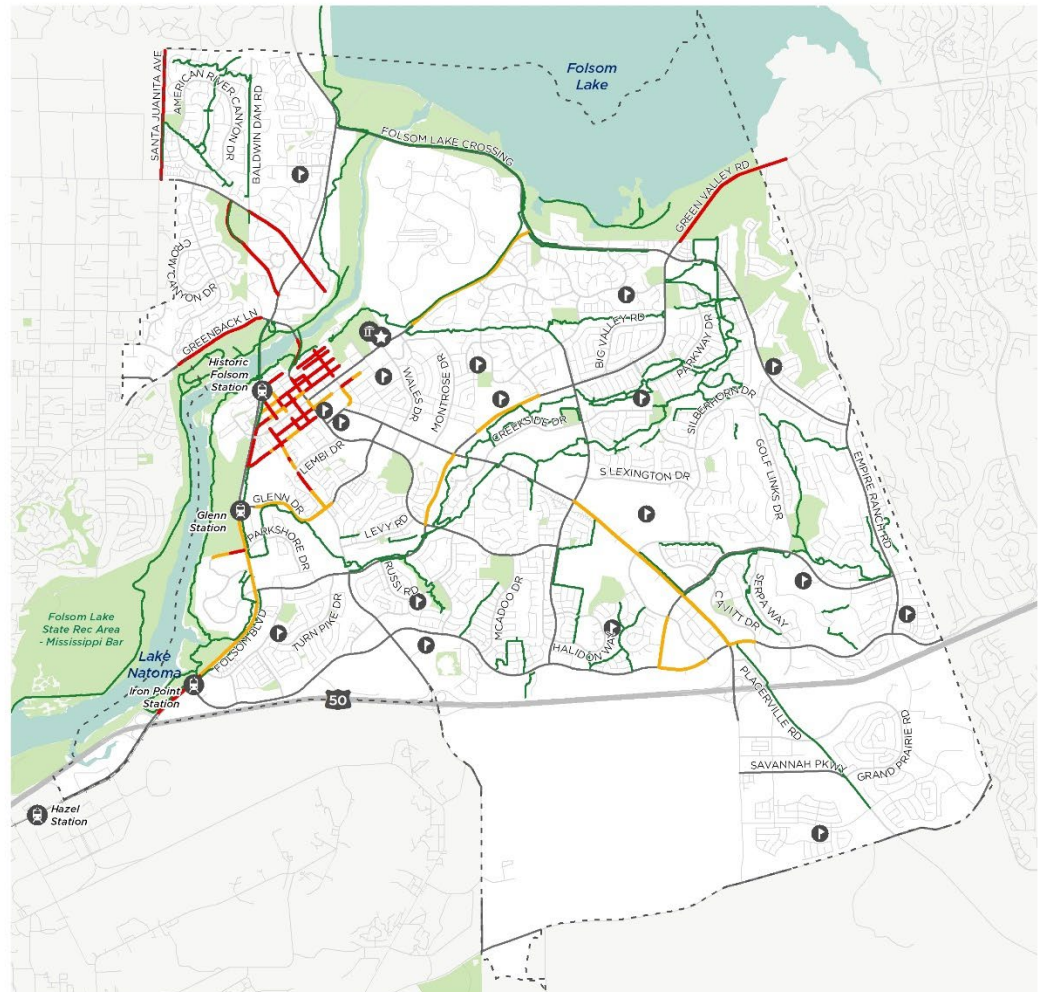 Folsom
Lake
SANTA JUANITA AVE
AMERICAN RIVER CANYON DR
BALDWIN DAM RD
FOLSOM LAKE CROSSING
GREEN VALLEY RD
CROW CANYON DR
GREENBACK LN
BIG VALLEY RD
PARKWAY DR
Historic
Folsom
Station
WALES DR
MONTROSE DR
CREEKSIDE DR
SILBERHORN DR
LEMBI DR
S LEXINGTON DR
GOLF LINKS DR
EMPIRE RANCH RD
GLENN DR
Glenn
Station
LEVY RD
PARKSHORE DR
RUSSI RD
MCADOO DR
CAVITT DR
SERPA WAY
Folsom Lake
State Rec Area
- Mississippi Bar
TURN PIKE DR
FOLSOM BLVD
HALIDON WAY
Lake
Natoma
Iron Point
Station
50
PLACERVILLE RD
GRAND PRAIRIE RD
SAVANNAH PKWY
Hazel
Station